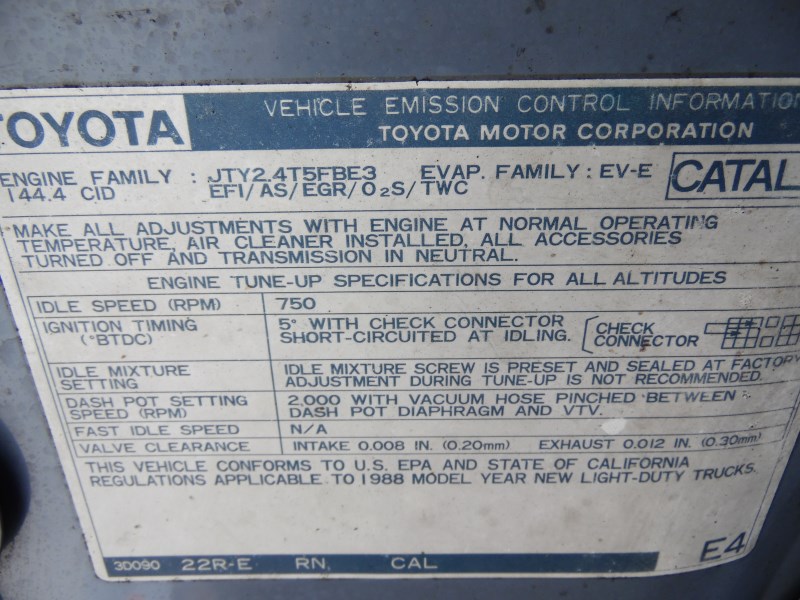 TOYOTA
VEHICLE EMISSION CONTROL INFORMATION
TOYOTA MOTOR CORPORATION
ENGINE FAMILY : JTY2.4T5FBE3 EVAP. FAMILY : EV-E
144.4 CID EFI/AS/EGR/O₂S/TWC
CATAL
MAKE ALL ADJUSTMENTS WITH ENGINE AT NORMAL OPERATING
TEMPERATURE, AIR CLEANER INSTALLED, ALL ACCESSORIES
TURNED OFF AND TRANSMISSION IN NEUTRAL.
ENGINE TUNE-UP SPECIFICATIONS FOR ALL ALTITUDES
IDLE SPEED (RPM) 750
IGNITION TIMING 5° WITH CHECK CONNECTOR CHECK
(°BTDC) SHORT-CIRCUITED AT IDLING. CONNECTOR
IDLE MIXTURE IDLE MIXTURE SCREW IS PRESET AND SEALED AT FACTORY
SETTING ADJUSTMENT DURING TUNE-UP IS NOT RECOMMENDED.
DASH POT SETTING 2,000 WITH VACUUM HOSE PINCHED BETWEEN
SPEED (RPM) DASH POT DIAPHRAGM AND VTV.
FAST IDLE SPEED N/A
VALVE CLEARANCE INTAKE 0.008 IN. (0.20mm) EXHAUST 0.012 IN. (0.30mm)
THIS VEHICLE CONFORMS TO U.S. EPA AND STATE OF CALIFORNIA
REGULATIONS APPLICABLE TO 1988 MODEL YEAR NEW LIGHT-DUTY TRUCKS.
E4
3D090 22R-E RN, CAL